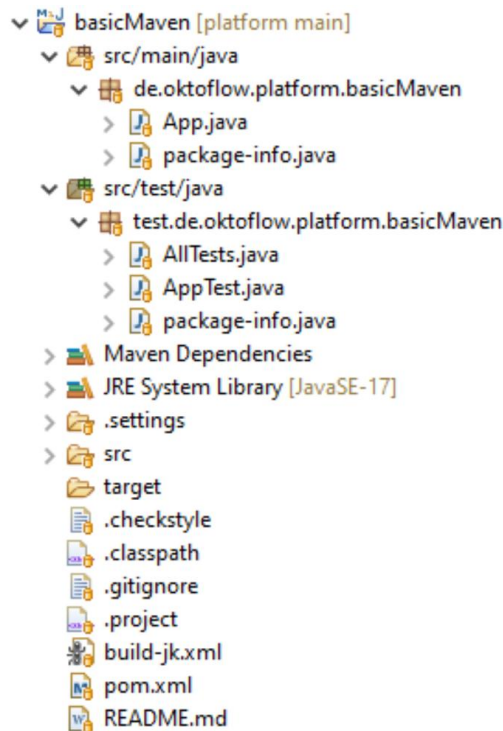 basicMaven [platform main]
src/main/java
de.oktoflow.platform.basicMaven
App.java
package-info.java
src/test/java
test.de.oktoflow.platform.basicMaven
AllTests.java
AppTest.java
package-info.java
Maven Dependencies
JRE System Library [JavaSE-17]
.settings
src
target
.checkstyle
.classpath
.gitignore
.project
build-jk.xml
pom.xml
README.md